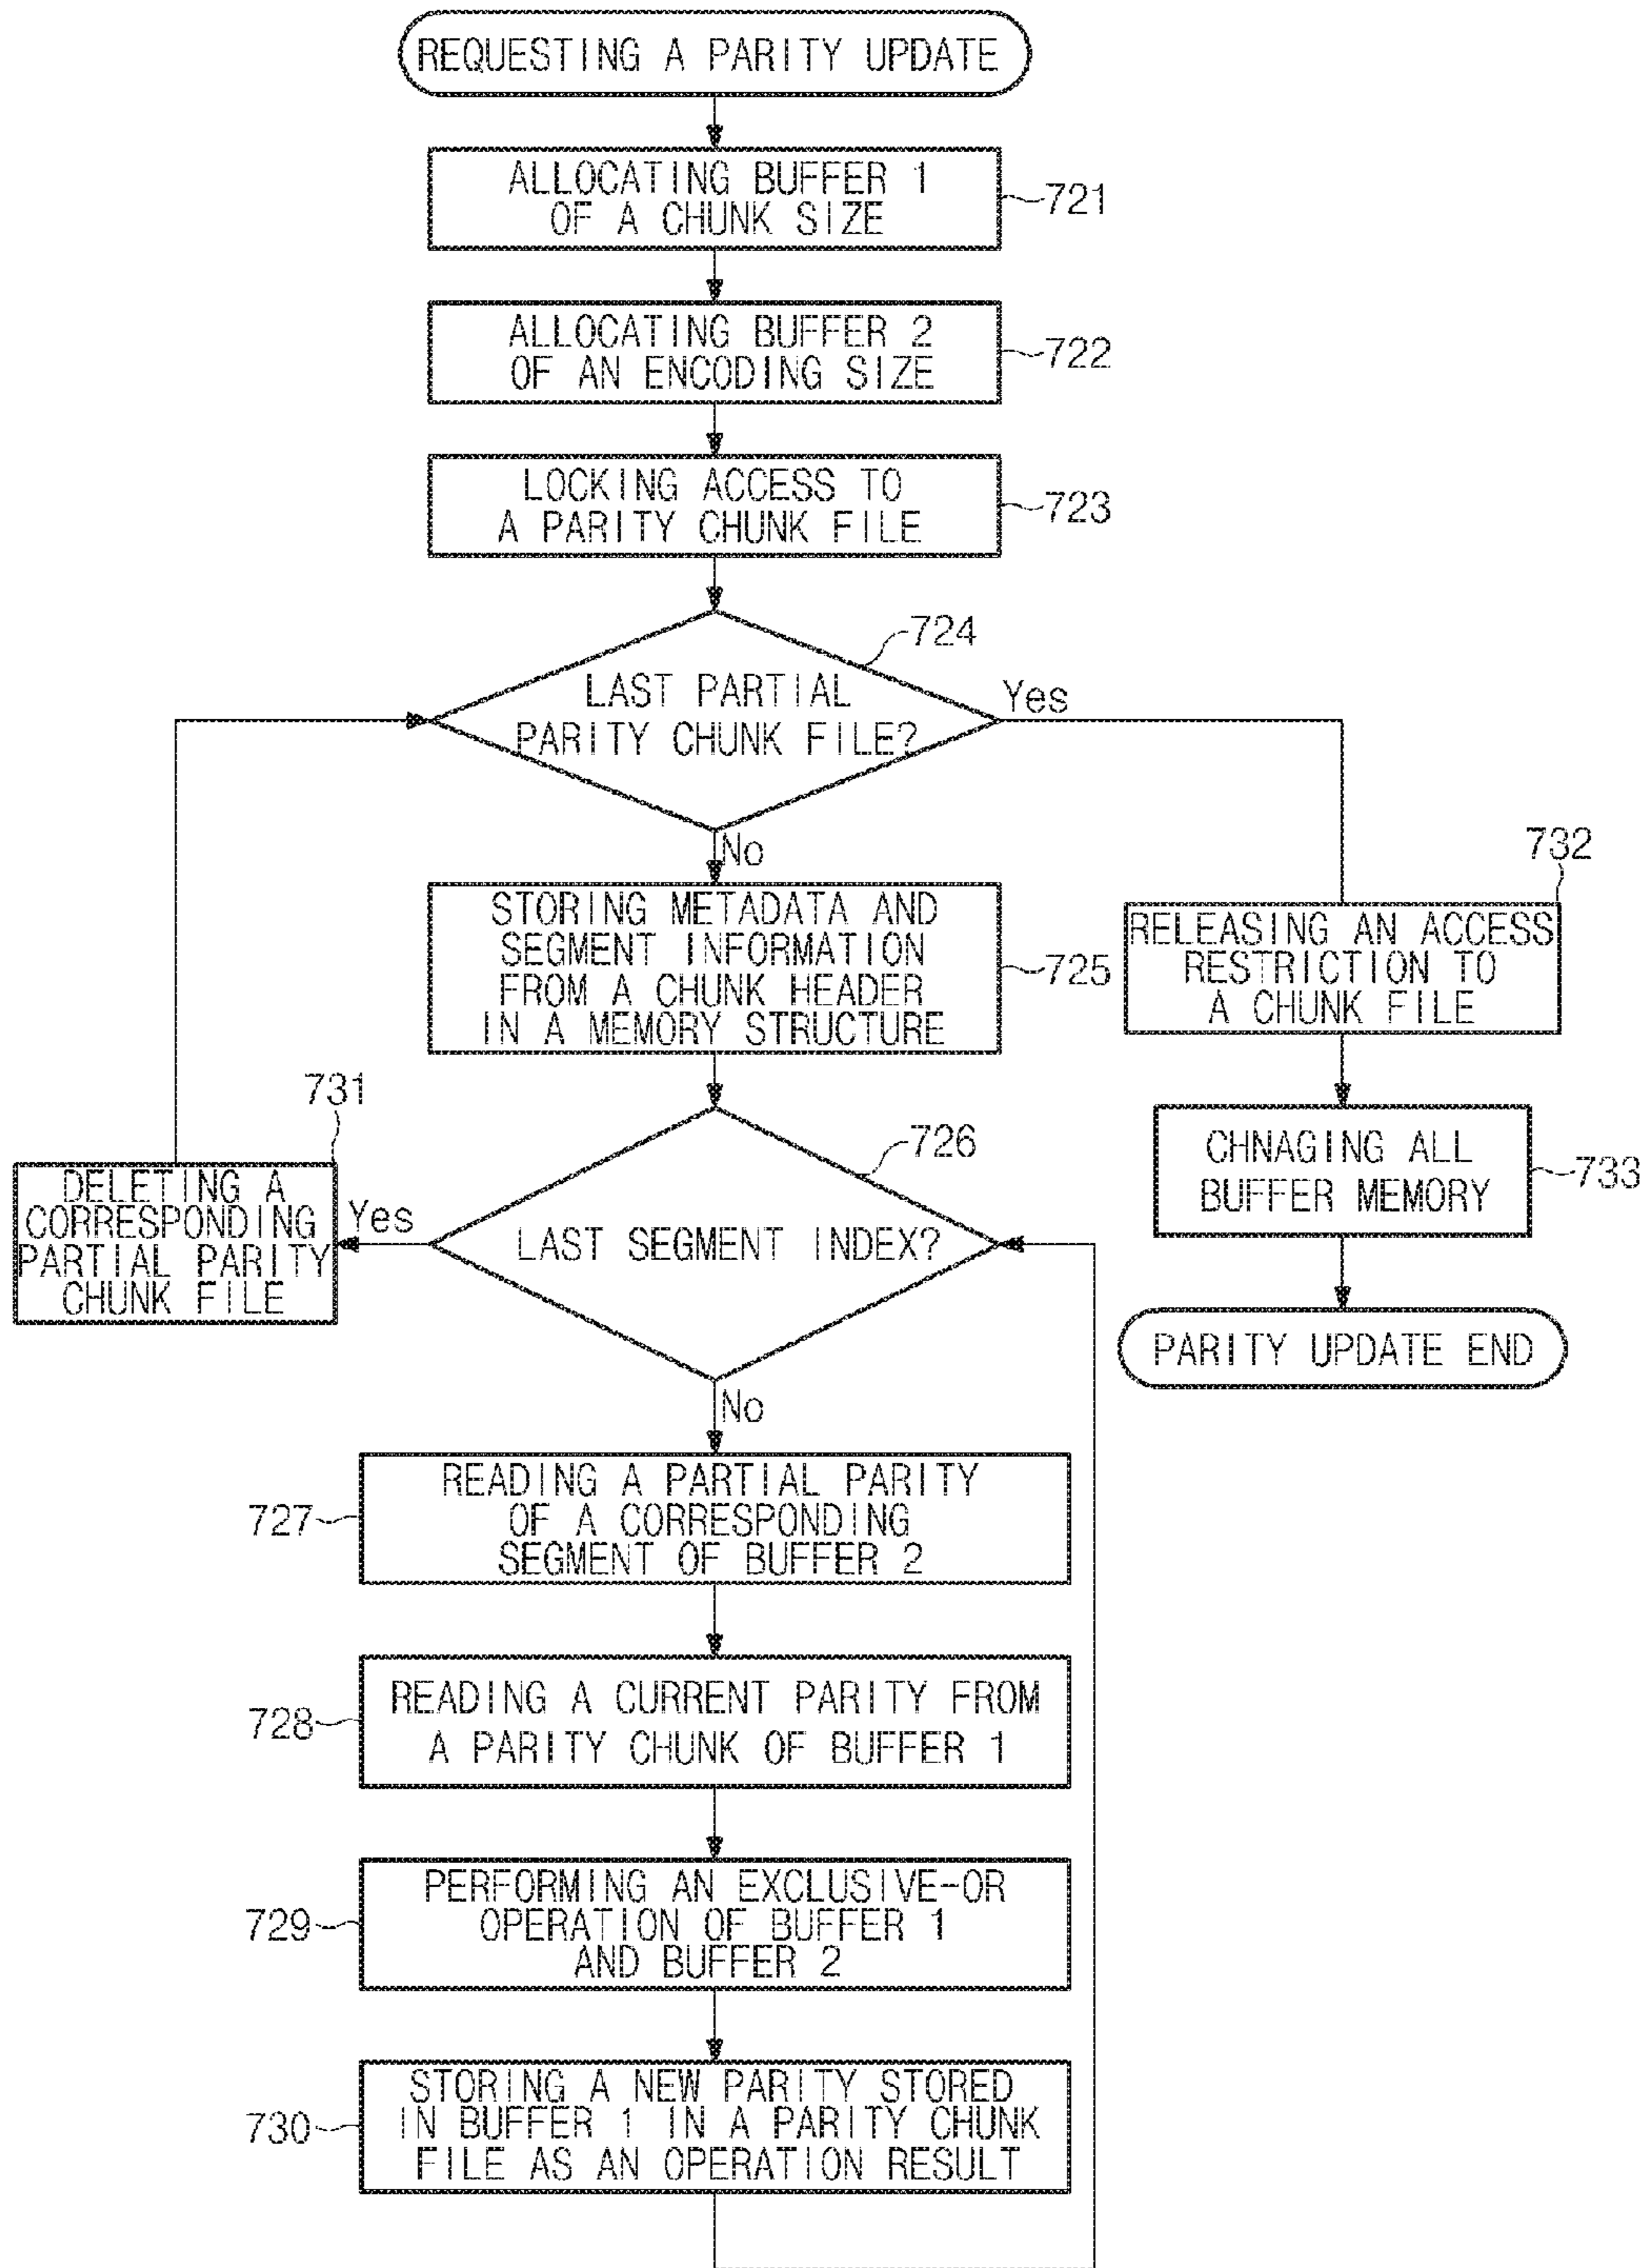 REQUESTING A PARITY UPDATE
ALLOCATING BUFFER 1
OF A CHUNK SIZE
721
ALLOCATING BUFFER 2
OF AN ENCODING SIZE
722
LOCKING ACCESS TO
A PARITY CHUNK FILE
723
724
LAST PARTIAL
PARITY CHUNK FILE?
Yes
No
STORING METADATA AND
SEGMENT INFORMATION
FROM A CHUNK HEADER
IN A MEMORY STRUCTURE
725
732
RELEASING AN ACCESS
RESTRICTION TO
A CHUNK FILE
731
DELETING A
CORRESPONDING
PARTIAL PARITY
CHUNK FILE
Yes
726
LAST SEGMENT INDEX?
No
CHNAGING ALL
BUFFER MEMORY
733
PARITY UPDATE END
727
READING A PARTIAL PARITY
OF A CORRESPONDING
SEGMENT OF BUFFER 2
728
READING A CURRENT PARITY FROM
A PARITY CHUNK OF BUFFER 1
729
PERFORMING AN EXCLUSIVE-OR
OPERATION OF BUFFER 1
AND BUFFER 2
730
STORING A NEW PARITY STORED
IN BUFFER 1 IN A PARITY CHUNK
FILE AS AN OPERATION RESULT